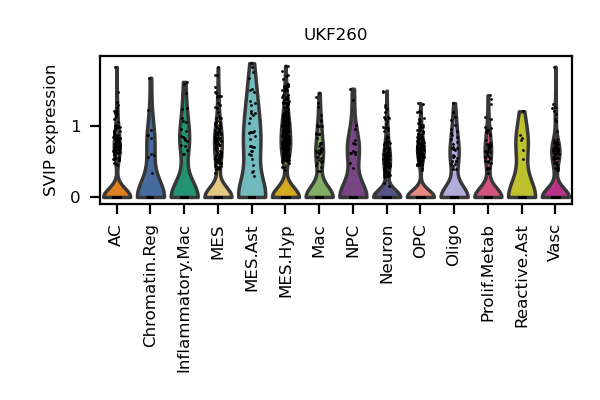 UKF260
SVIP expression
1
0
AC
Chromatin.Reg
Inflammatory.Mac
MES
MES.Ast
MES.Hyp
Mac
NPC
Neuron
OPC
Oligo
Prolif.Metab
Reactive.Ast
Vasc